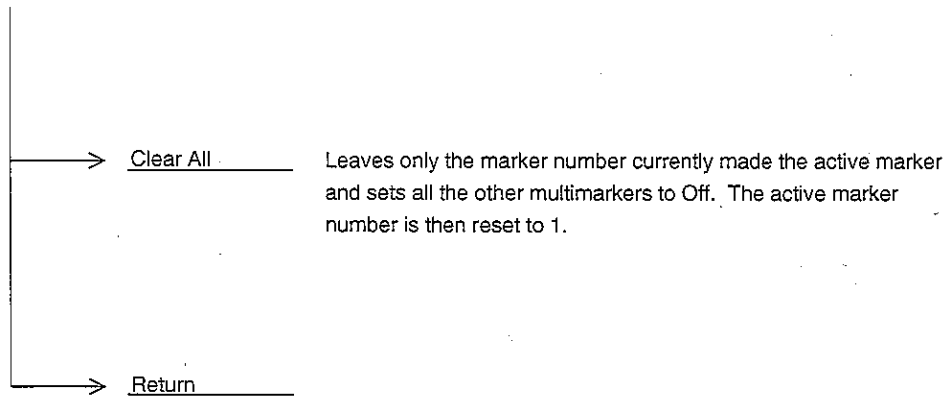 Clear All
Leaves only the marker number currently made the active marker
and sets all the other multimarkers to Off. The active marker
number is then reset to 1.
Return